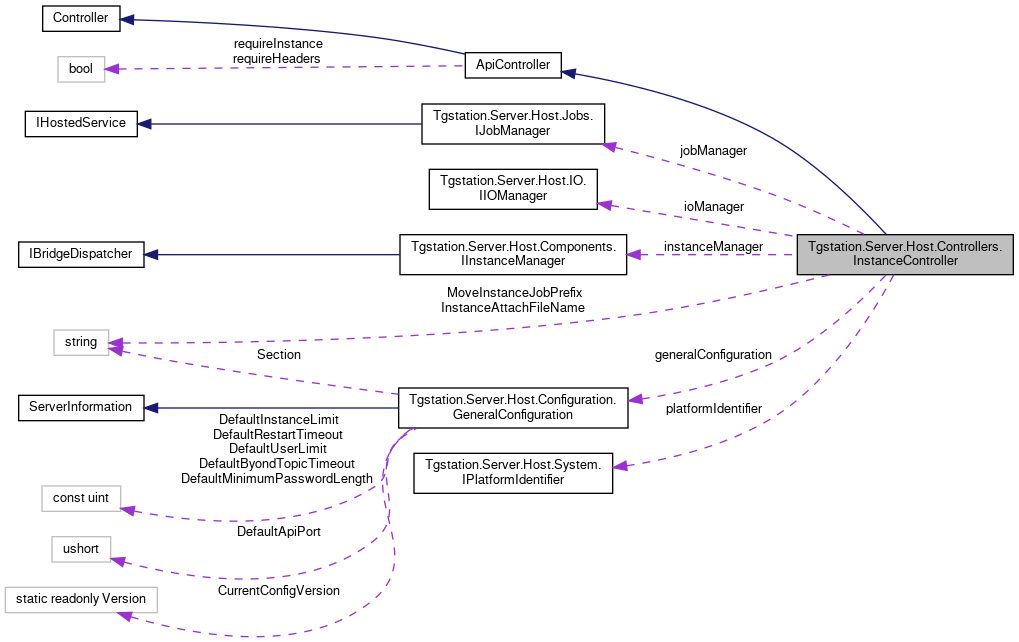 Controller
requireInstance
requireHeaders
bool
ApiController
Tgstation.Server.Host.Jobs.
IJobManager
IHostedService
jobManager
Tgstation.Server.Host.IO.
IIOManager
ioManager
Tgstation.Server.Host.Controllers.
InstanceController
IBridgeDispatcher
Tgstation.Server.Host.Components.
IInstanceManager
instanceManager
MoveInstanceJobPrefix
InstanceAttachFileName
string
Section
generalConfiguration
ServerInformation
Tgstation.Server.Host.Configuration.
GeneralConfiguration
platformIdentifier
DefaultInstanceLimit
DefaultRestartTimeout
DefaultUserLimit
DefaultByondTopicTimeout
DefaultMinimumPasswordLength
Tgstation.Server.Host.System.
IPlatformIdentifier
const uint
DefaultApiPort
ushort
CurrentConfigVersion
static readonly Version